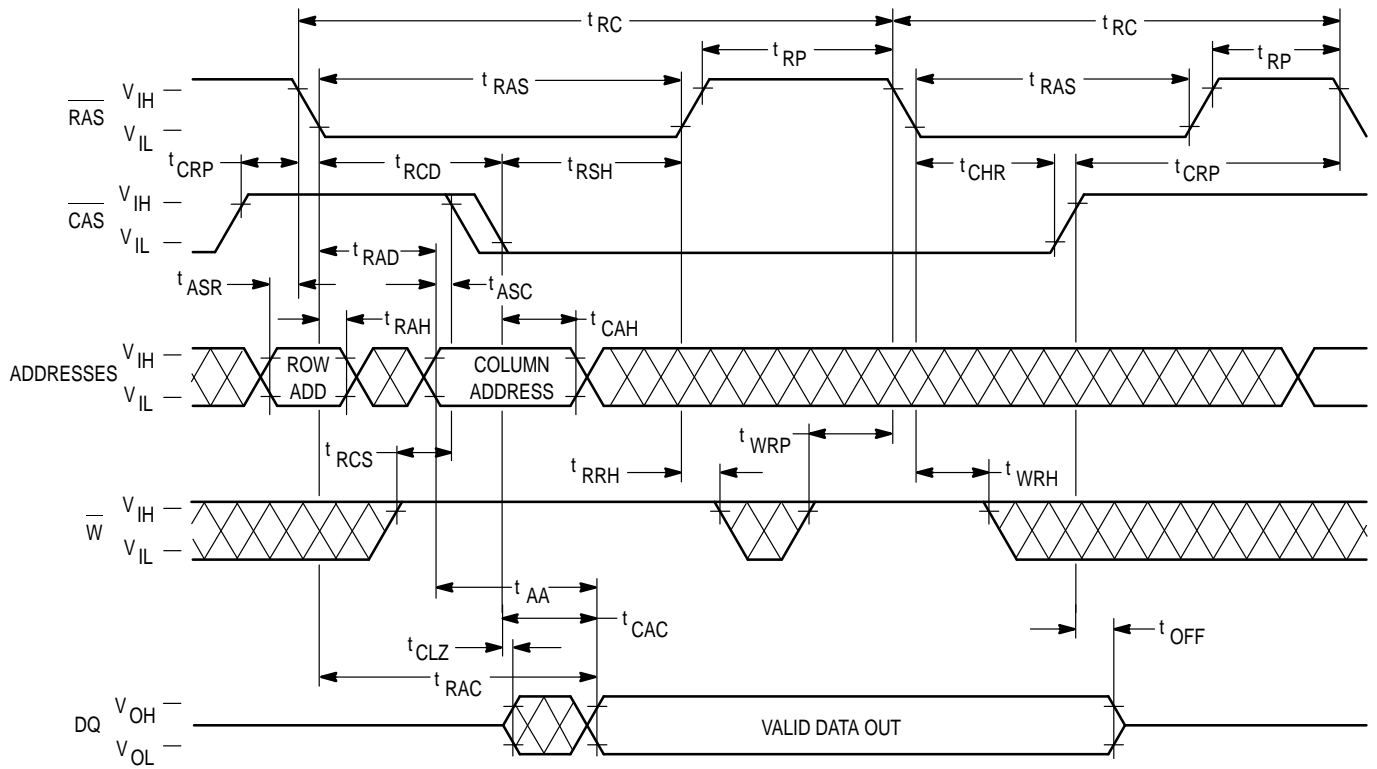 t RC t RC
t RP t RP
t RAS t RAS
RAS V IH
V IL
t CRP t RCD t RSH t CHR t CRP
CAS V IH
V IL
t RAD
t ASR t ASC
t RAH t CAH
ADDRESSES V IH
V IL
ROW ADD
COLUMN ADDRESS
t RCS t RRH t WRP t WRH
W V IH
V IL
t AA
t CAC t OFF
t CLZ
t RAC
DQ V OH
V OL
VALID DATA OUT